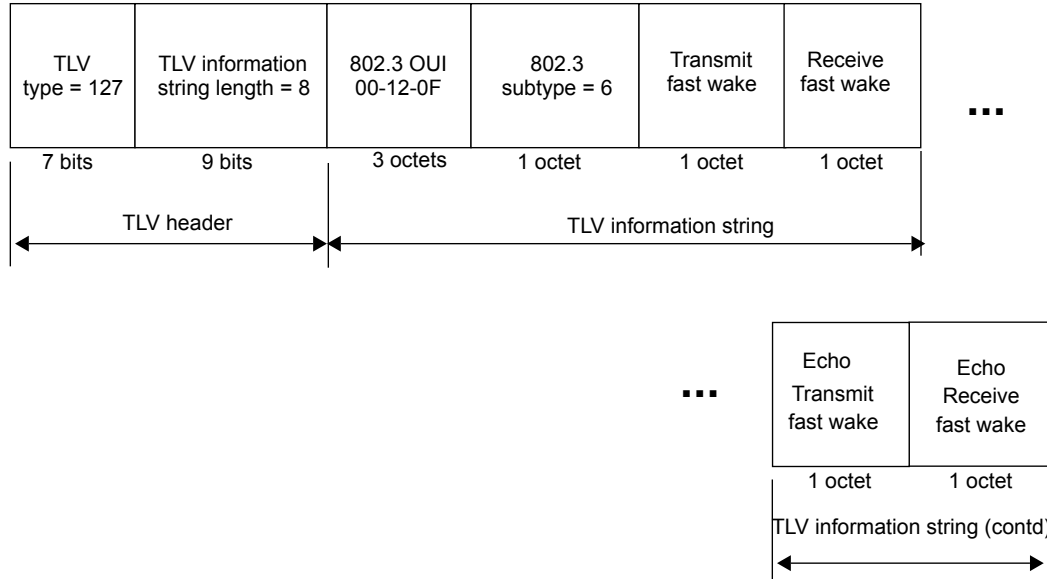 TLV
type = 127
TLV information
string length = 8
802.3 OUI
00-12-0F
802.3
subtype = 6
Transmit
fast wake
Receive
fast wake
...
7 bits
9 bits
3 octets
1 octet
1 octet
1 octet
TLV header
TLV information string
...
Echo
Transmit
fast wake
Echo
Receive
fast wake
1 octet
1 octet
TLV information string (contd)